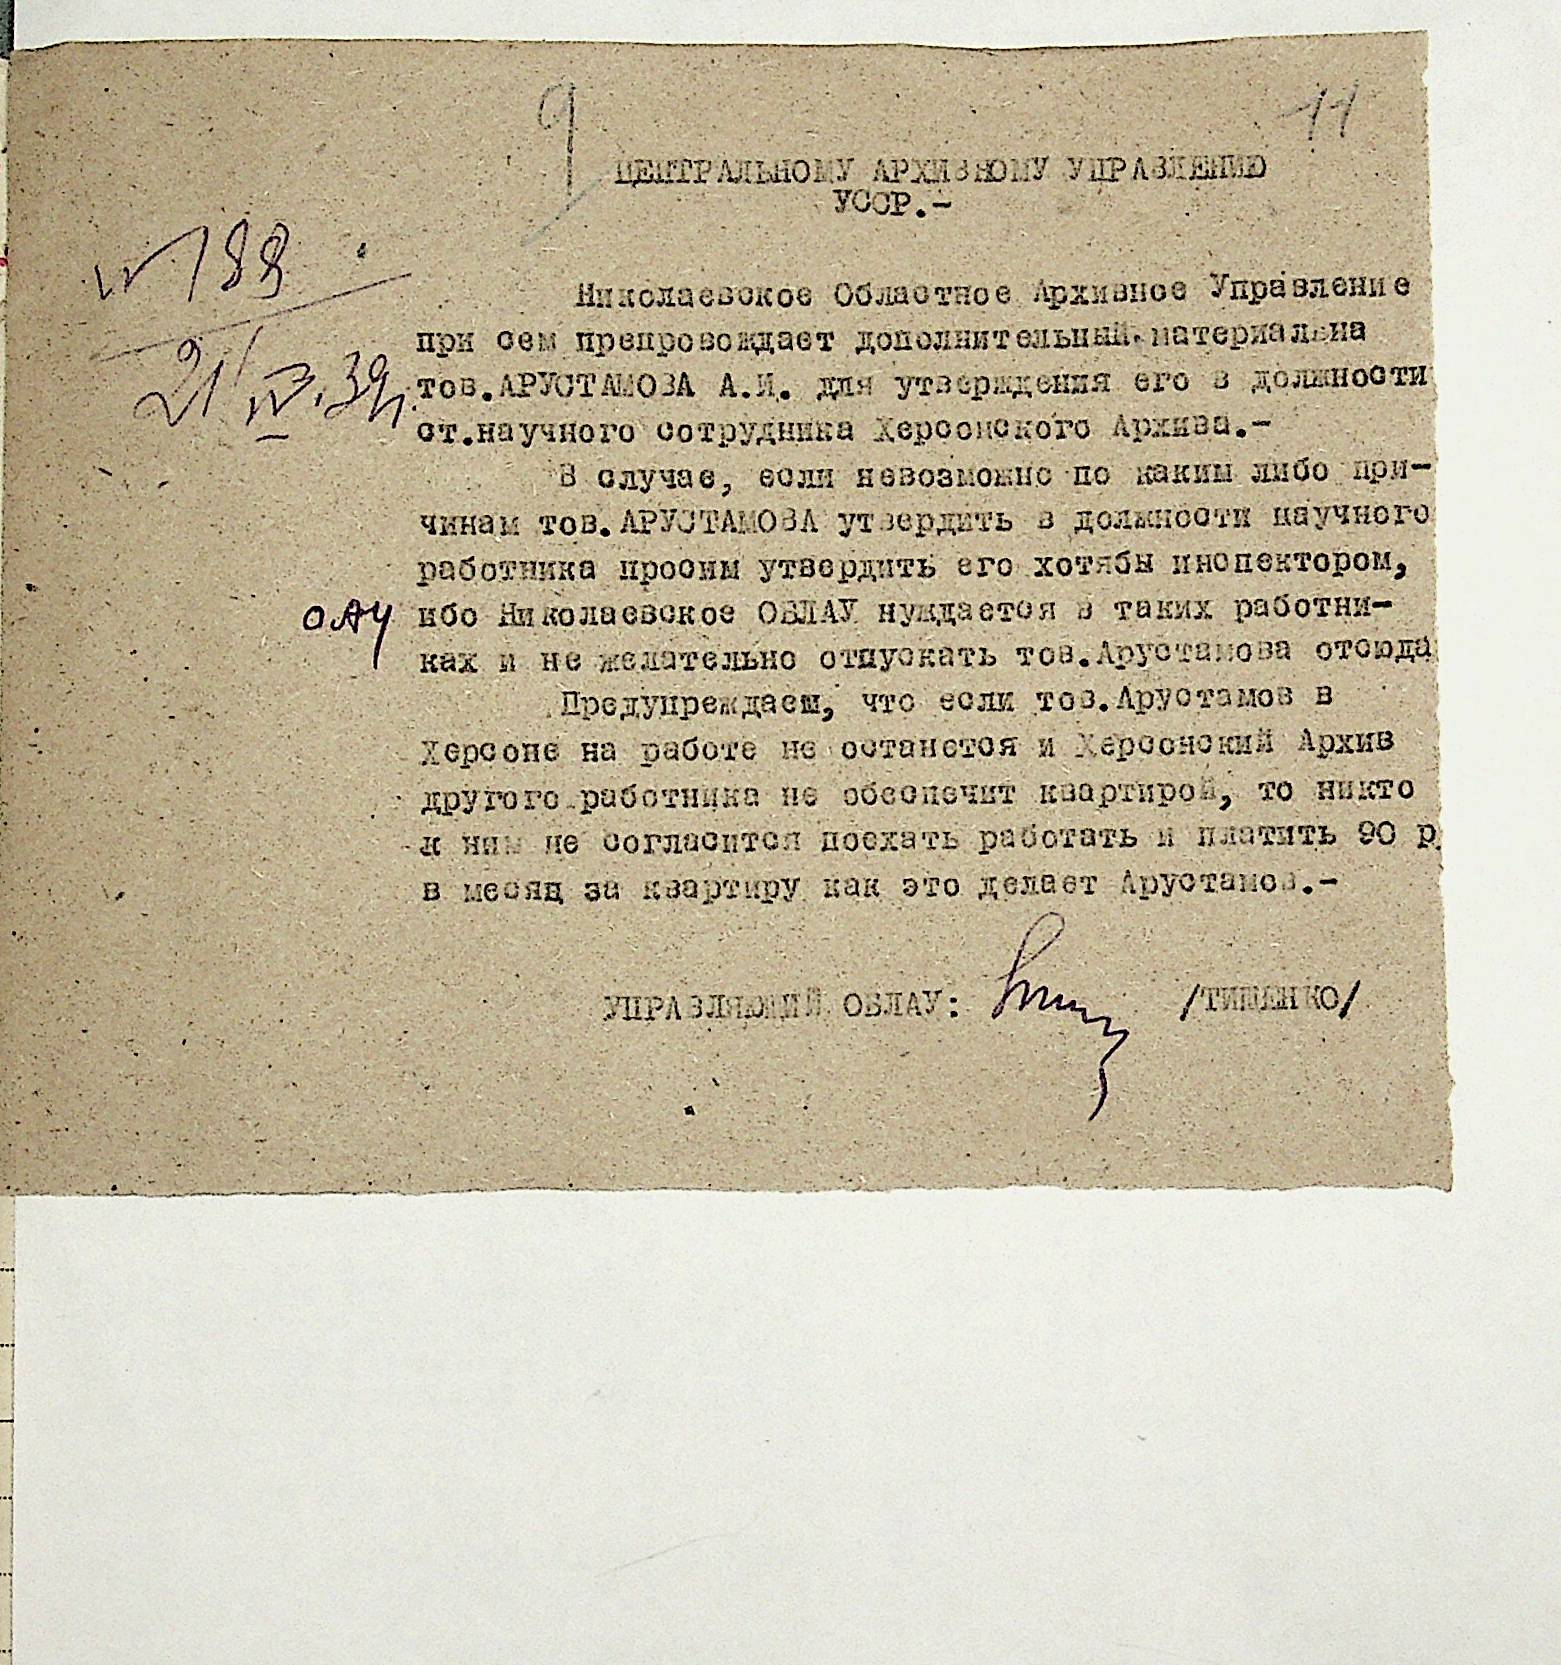 9
11
ЦЕНТРАЛЬНОМУ АРХИВНОМУ УПРАВЛЕНИЮ
УССР.-
№ 188
21/IV.39г.
Николаевское Областное Архивное Управление
при сем препровождает дополнительный материал на
тов.АРУСТАМОВА А.И. для утверждения его в должности
ст.научного сотрудника Херсонского Архива.-
В случае, если невозможно по каким либо при-
чинам тов.АРУСТАМОВА утвердить в должности научного
работника просим утвердить его хотябы инспектором,
ОАУ
ибо Николаевское ОБЛАУ нуждается в таких работни-
ках и не желательно отпускать тов.Арустамова отсюда
Предупреждаем, что если тов.Арустамов в
Херсоне на работе не останется и Херсонский Архив
другого работника не обеспечит квартирой, то никто
к ним не согласится поехать работать и платить 90 р.
в месяц за квартиру как это делает Арустамов.-
УПРАВЛЯЮЩИЙ ОБЛАУ: /ТИЩЕНКО/